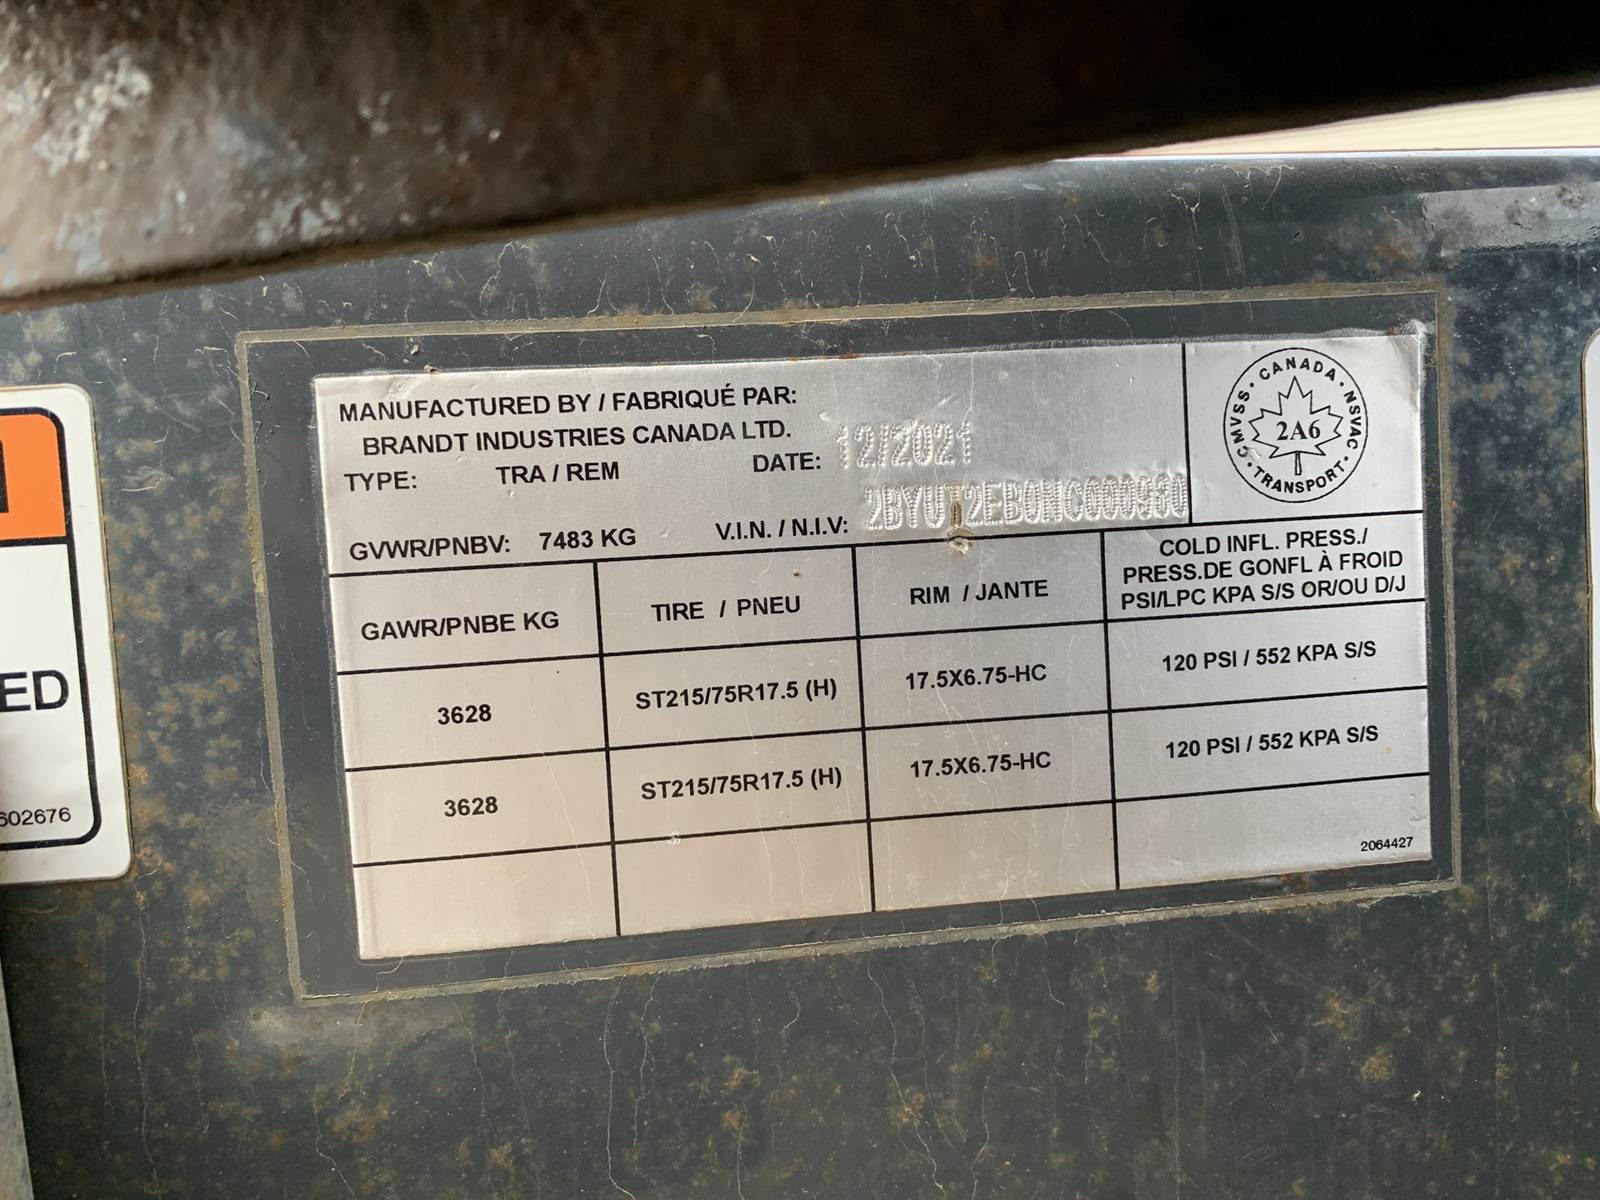 MANUFACTURED BY / FABRIQUÉ PAR:
BRANDT INDUSTRIES CANADA LTD.
TYPE: TRA / REM DATE: 12/2021
GVWR/PNBV: 7483 KG V.I.N. / N.I.V: 2BYUT2EB0NC000980
CANADA · NSVAC · TRANSPORT · CMVSS ·
2A6
GAWR/PNBE KG TIRE / PNEU RIM / JANTE COLD INFL. PRESS./
PRESS.DE GONFL À FROID
PSI/LPC KPA S/S OR/OU D/J
3628 ST215/75R17.5 (H) 17.5X6.75-HC 120 PSI / 552 KPA S/S
3628 ST215/75R17.5 (H) 17.5X6.75-HC 120 PSI / 552 KPA S/S
2064427
ED
602676